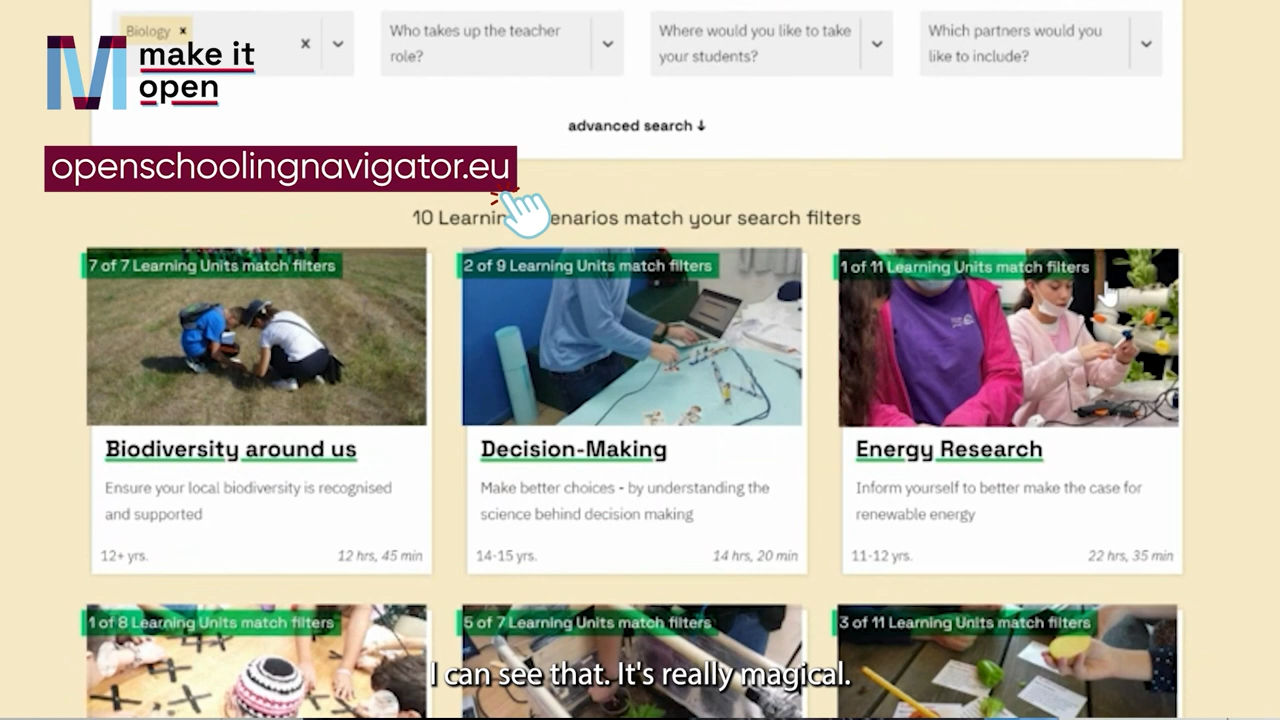 Biology ×
×
Who takes up the teacher
role?
Where would you like to take
your students?
Which partners would you
like to include?
M make it
open
advanced search ↓
openschoolingnavigator.eu
10 Learnin enarios match your search filters
7 of 7 Learning Units match filters
2 of 9 Learning Units match filters
1 of 11 Learning Units match filters
Biodiversity around us
Ensure your local biodiversity is recognised
and supported
12+ yrs.
12 hrs, 45 min
Decision-Making
Make better choices - by understanding the
science behind decision making
14-15 yrs.
14 hrs, 20 min
Energy Research
Inform yourself to better make the case for
renewable energy
11-12 yrs.
22 hrs, 35 min
1 of 8 Learning Units match filters
5 of 7 Learning Units match filters
3 of 11 Learning Units match filters
I can see that. It's really magical.